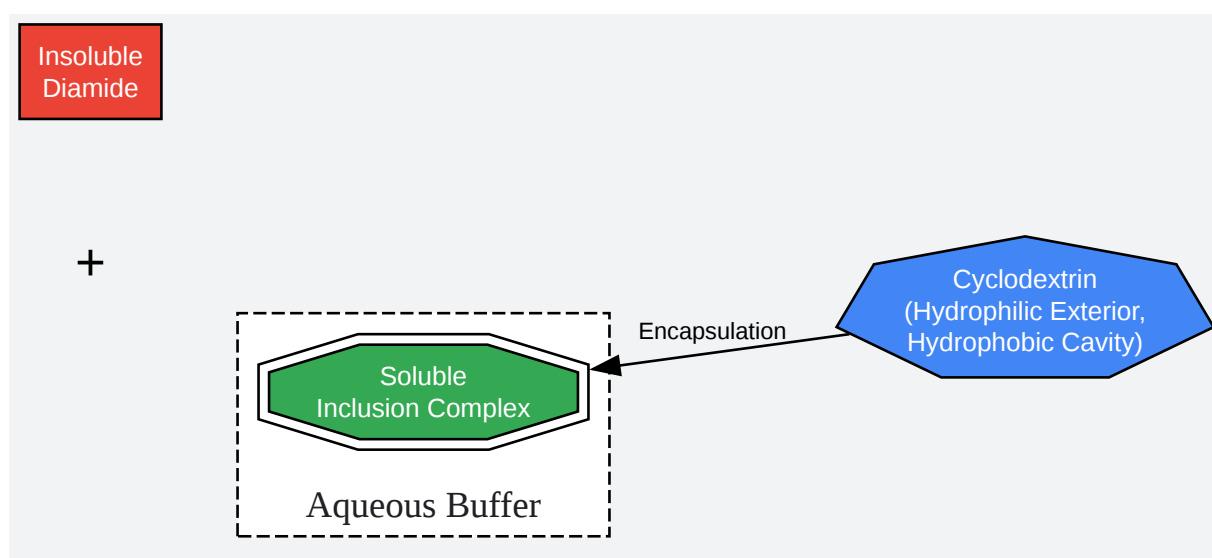 Insoluble
Diamide
+
Cyclodextrin
(Hydrophilic Exterior,
Hydrophobic Cavity)
Encapsulation
Soluble
Inclusion Complex
Aqueous Buffer